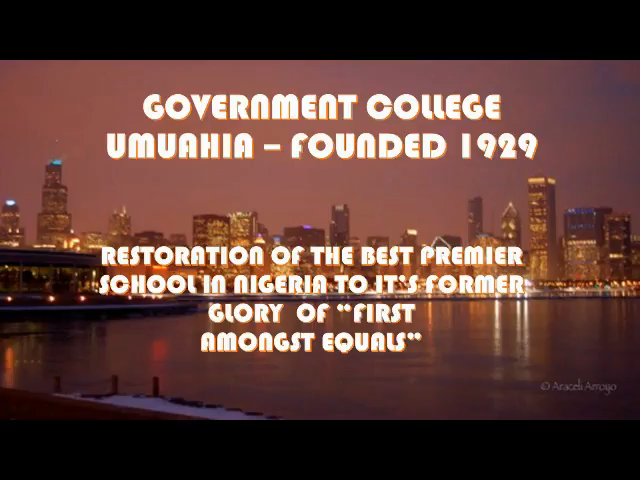 GOVERNMENT COLLEGE
UMUAHIA – FOUNDED 1929
RESTORATION OF THE BEST PREMIER
SCHOOL IN NIGERIA TO IT'S FORMER
GLORY OF "FIRST
AMONGST EQUALS"
© Araceli Arroyo